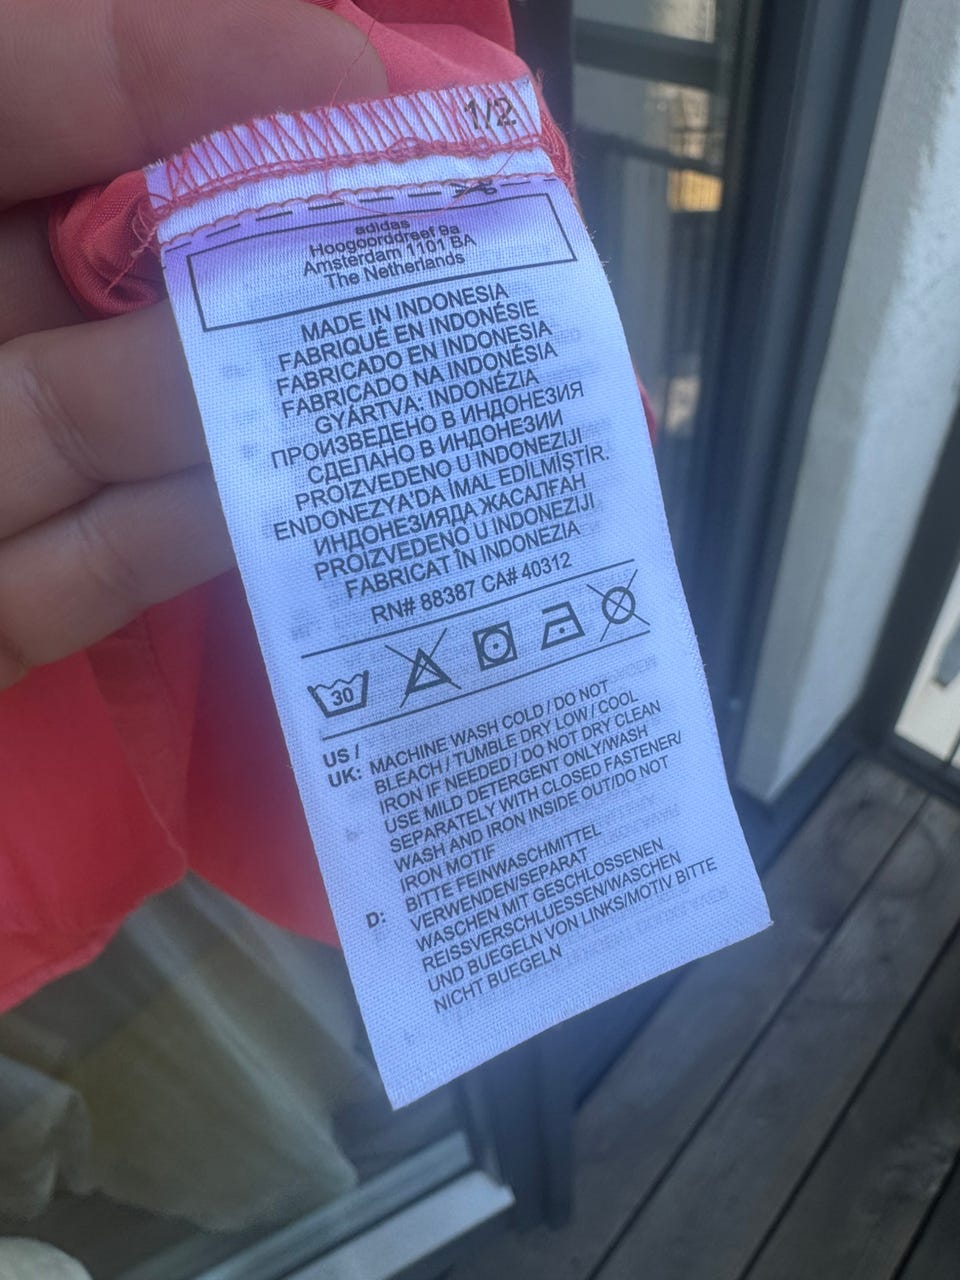 1/2
adidas
Hoogoorddreef 9a
Amsterdam 1101 BA
The Netherlands
MADE IN INDONESIA
FABRIQUÉ EN INDONÉSIE
FABRICADO EN INDONESIA
FABRICADO NA INDONÉSIA
GYÁRTVA: INDONÉZIA
ПРОИЗВЕДЕНО В ИНДОНЕЗИЯ
СДЕЛАНО В ИНДОНЕЗИИ
PROIZVEDENO U INDONEZIJI
ENDONEZYA'DA İMAL EDİLMİŞTİR.
ИНДОНЕЗИЯДА ЖАСАЛҒАН
PROIZVEDENO U INDONEZIJI
FABRICAT ÎN INDONEZIA
RN# 88387 CA# 40312
30
US / UK: MACHINE WASH COLD / DO NOT
BLEACH / TUMBLE DRY LOW / COOL
IRON IF NEEDED / DO NOT DRY CLEAN
USE MILD DETERGENT ONLY/WASH
SEPARATELY WITH CLOSED FASTENER/
WASH AND IRON INSIDE OUT/DO NOT
IRON MOTIF
D: BITTE FEINWASCHMITTEL
VERWENDEN/SEPARAT
WASCHEN MIT GESCHLOSSENEN
REISSVERSCHLUESSEN/WASCHEN
UND BUEGELN VON LINKS/MOTIV BITTE
NICHT BUEGELN